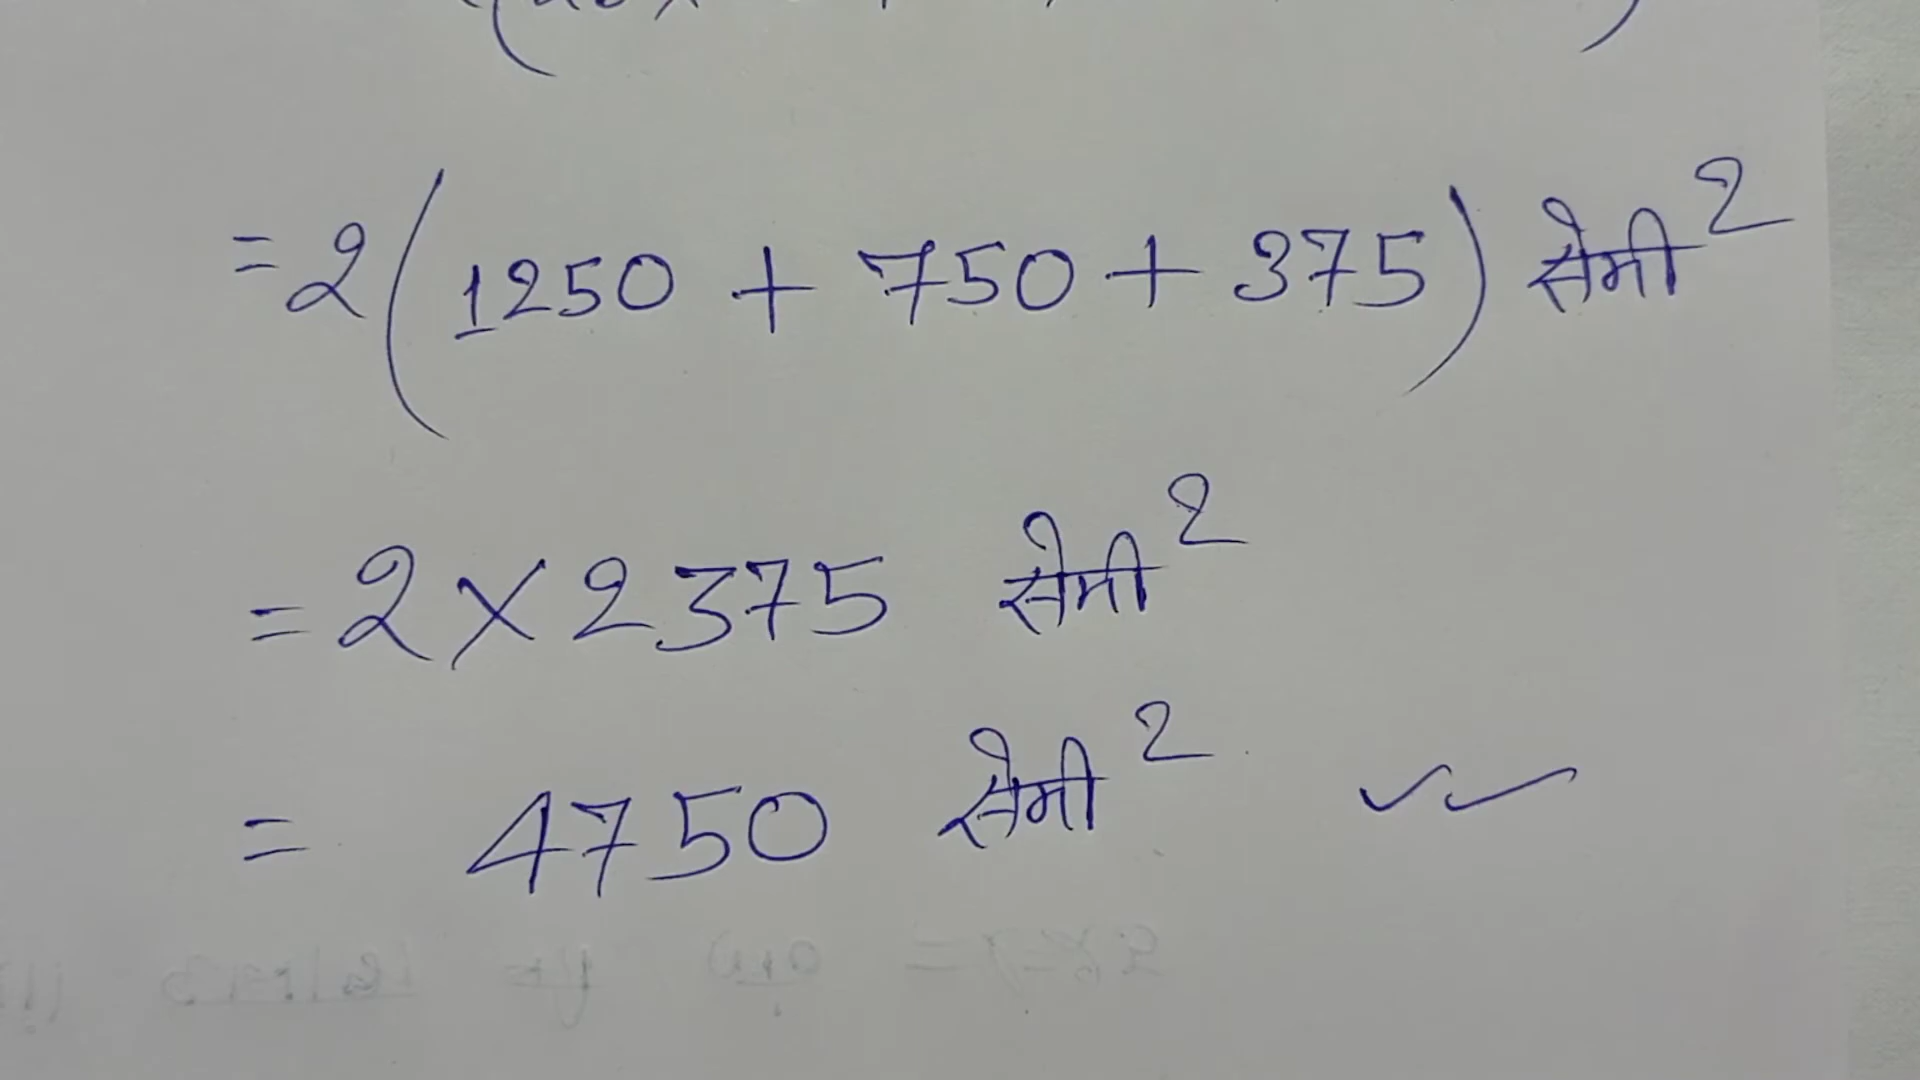 = 2 ( 1250 + 750 + 375 ) सेमी²
= 2 × 2375 सेमी²
= 4750 सेमी²